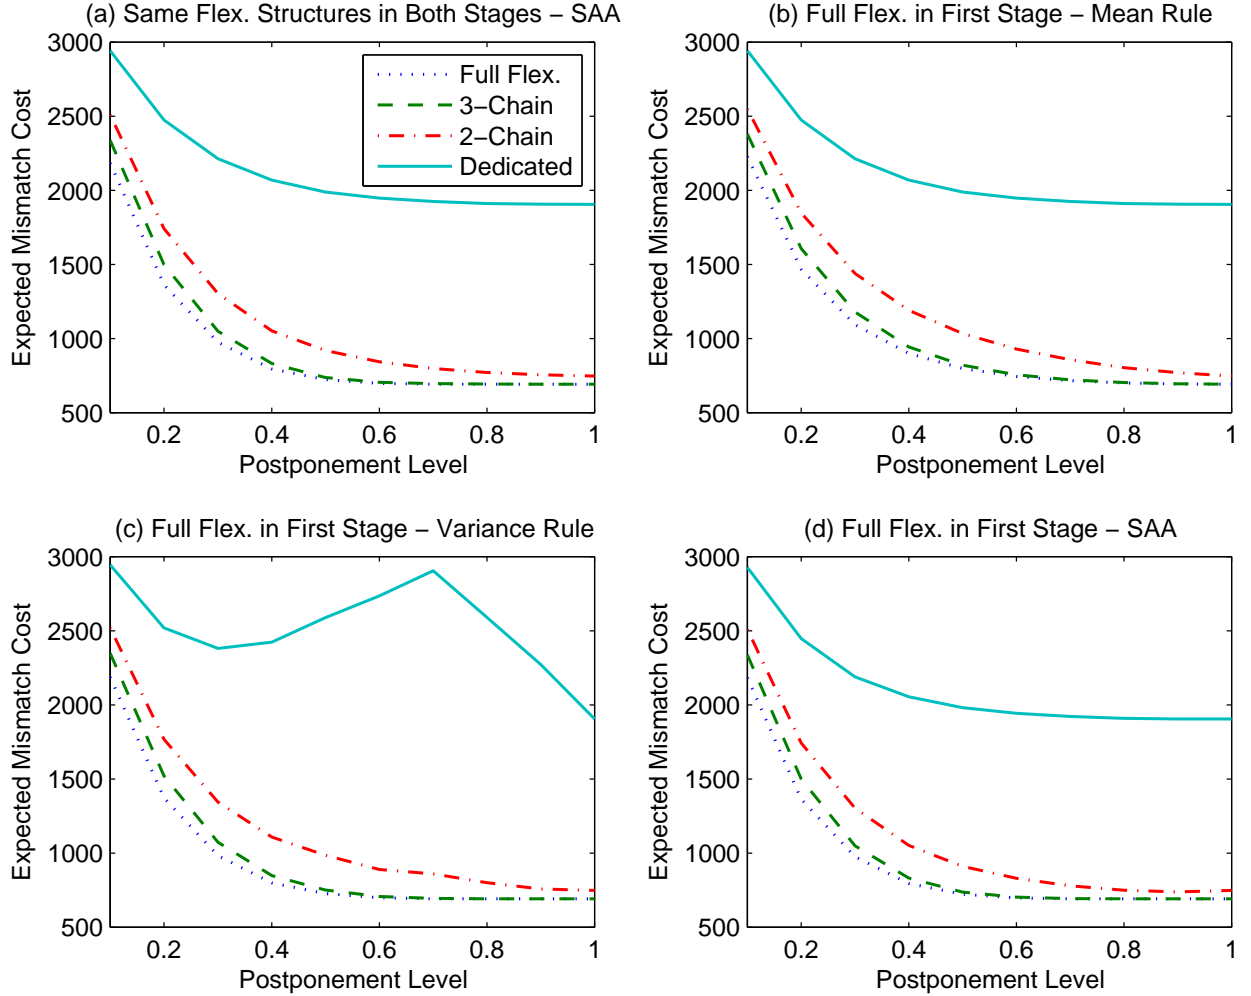 (a) Same Flex. Structures in Both Stages – SAA
3000
2500
2000
1500
1000
500
Expected Mismatch Cost
Full Flex.
3–Chain
2–Chain
Dedicated
0.2 0.4 0.6 0.8 1
Postponement Level
(b) Full Flex. in First Stage – Mean Rule
3000
2500
2000
1500
1000
500
Expected Mismatch Cost
0.2 0.4 0.6 0.8 1
Postponement Level
(c) Full Flex. in First Stage – Variance Rule
3000
2500
2000
1500
1000
500
Expected Mismatch Cost
0.2 0.4 0.6 0.8 1
Postponement Level
(d) Full Flex. in First Stage – SAA
3000
2500
2000
1500
1000
500
Expected Mismatch Cost
0.2 0.4 0.6 0.8 1
Postponement Level